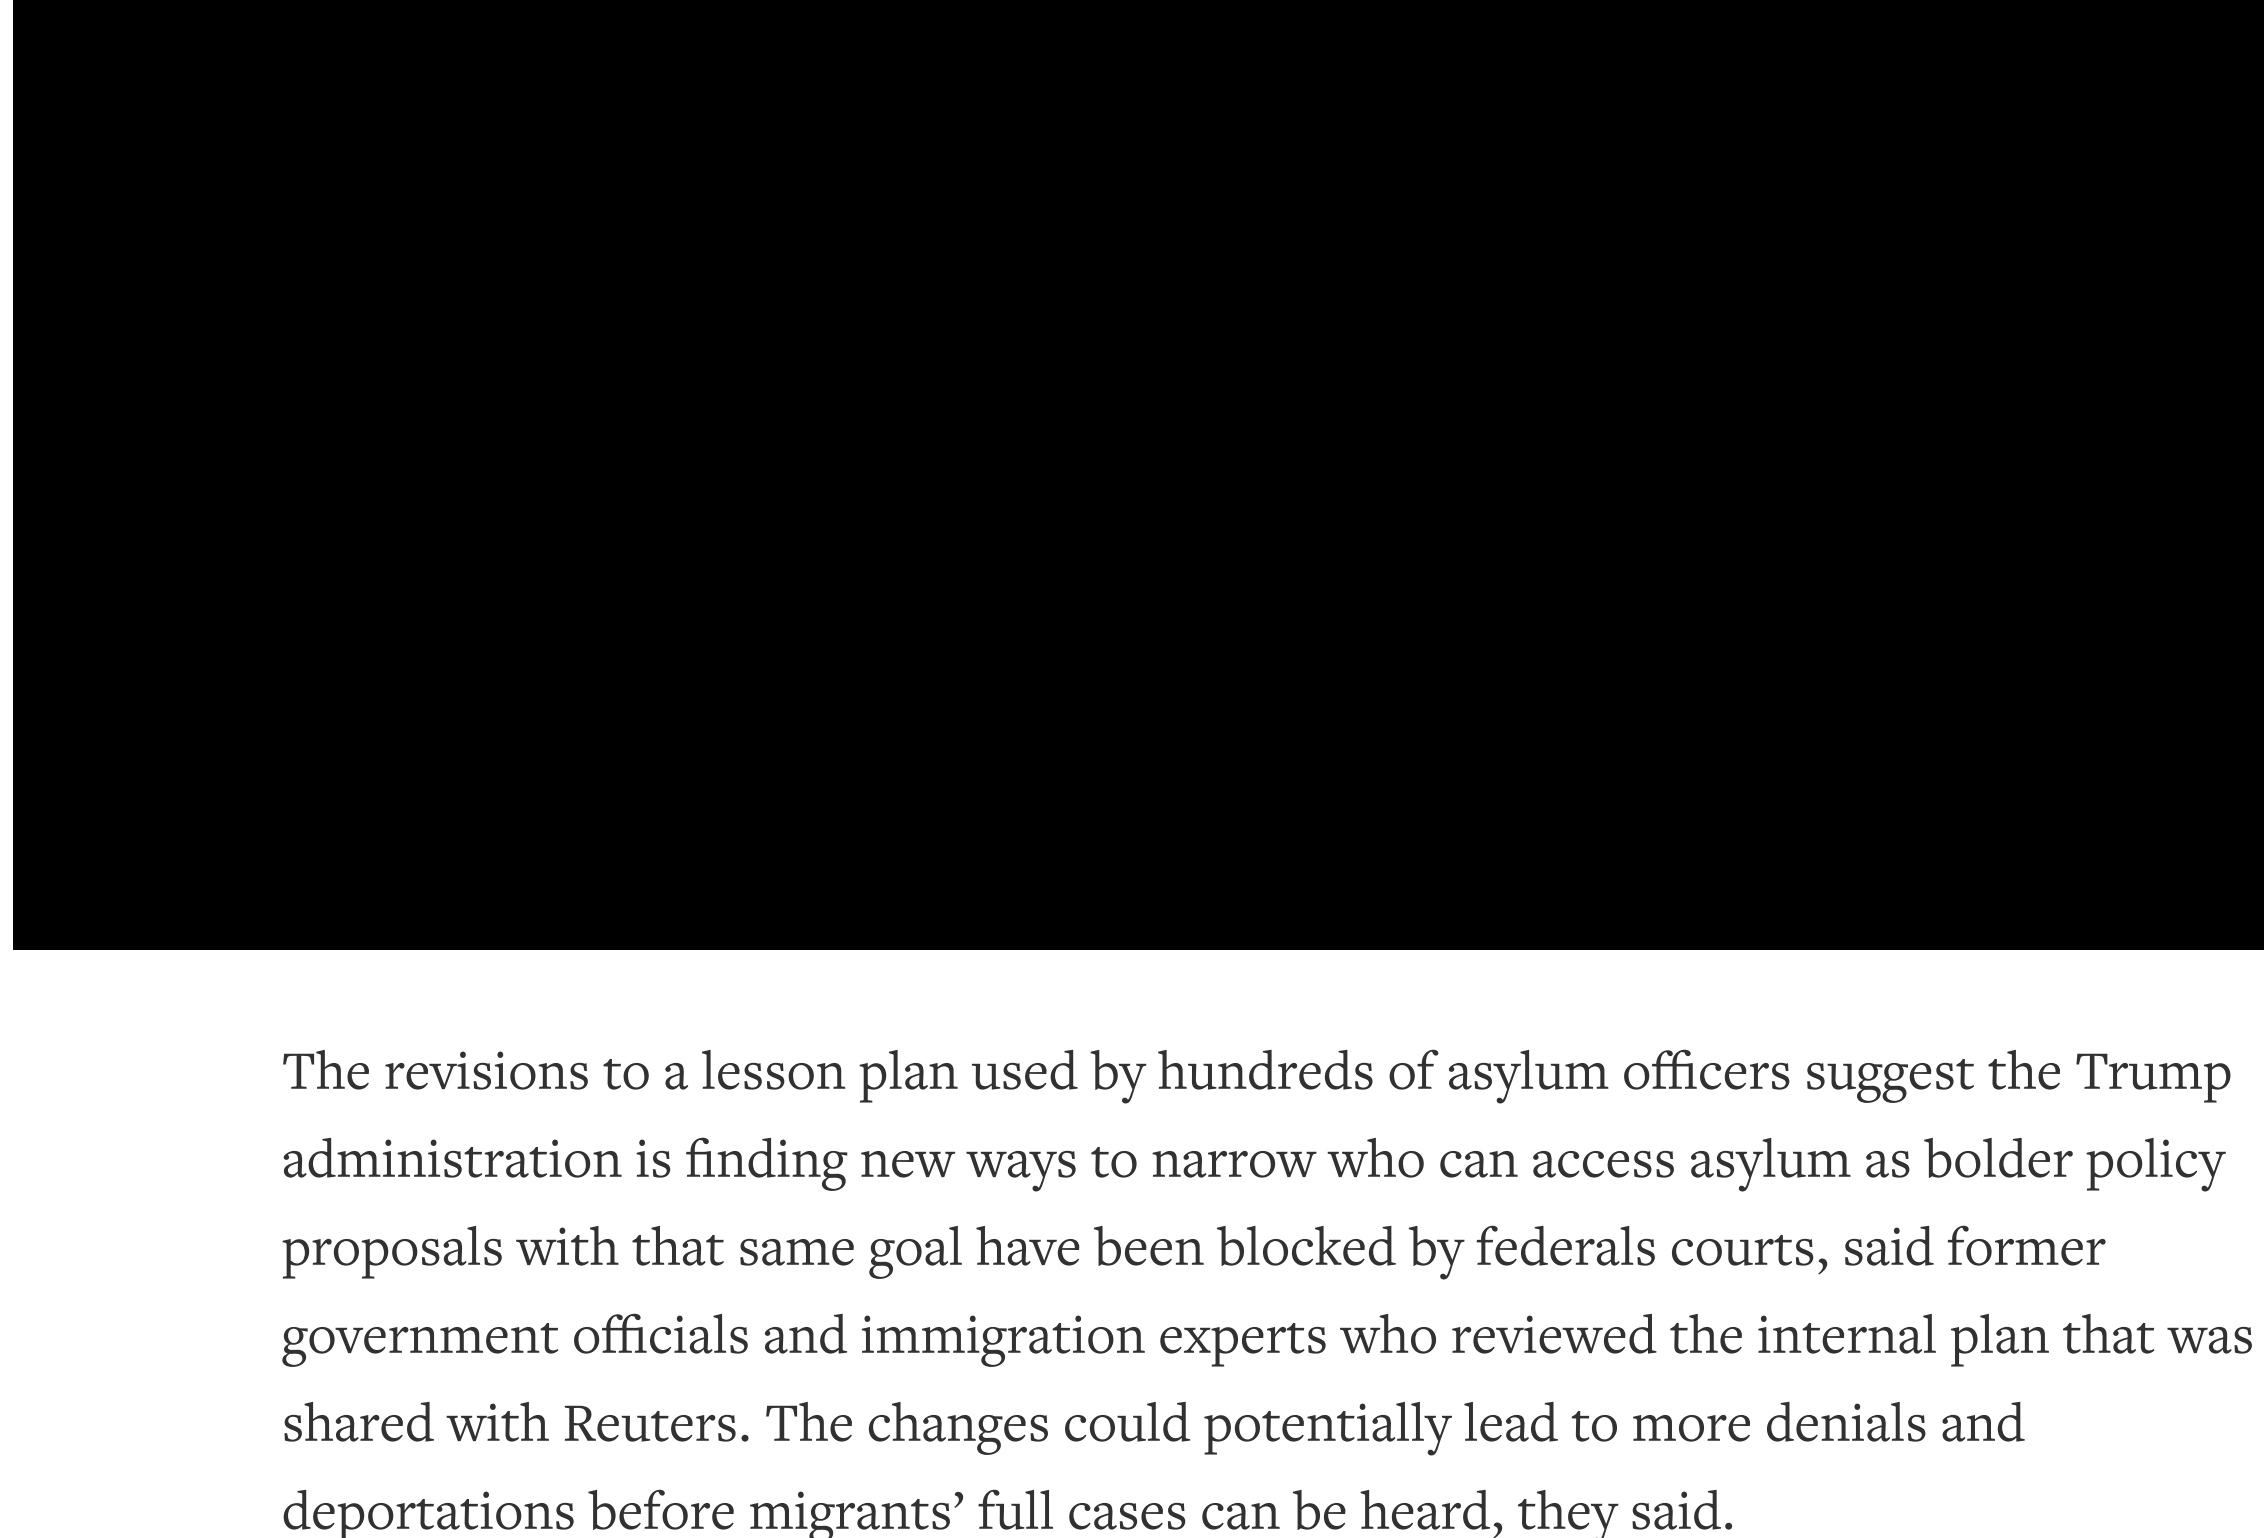 The revisions to a lesson plan used by hundreds of asylum officers suggest the Trump
administration is finding new ways to narrow who can access asylum as bolder policy
proposals with that same goal have been blocked by federals courts, said former
government officials and immigration experts who reviewed the internal plan that was
shared with Reuters. The changes could potentially lead to more denials and
deportations before migrants’ full cases can be heard, they said.